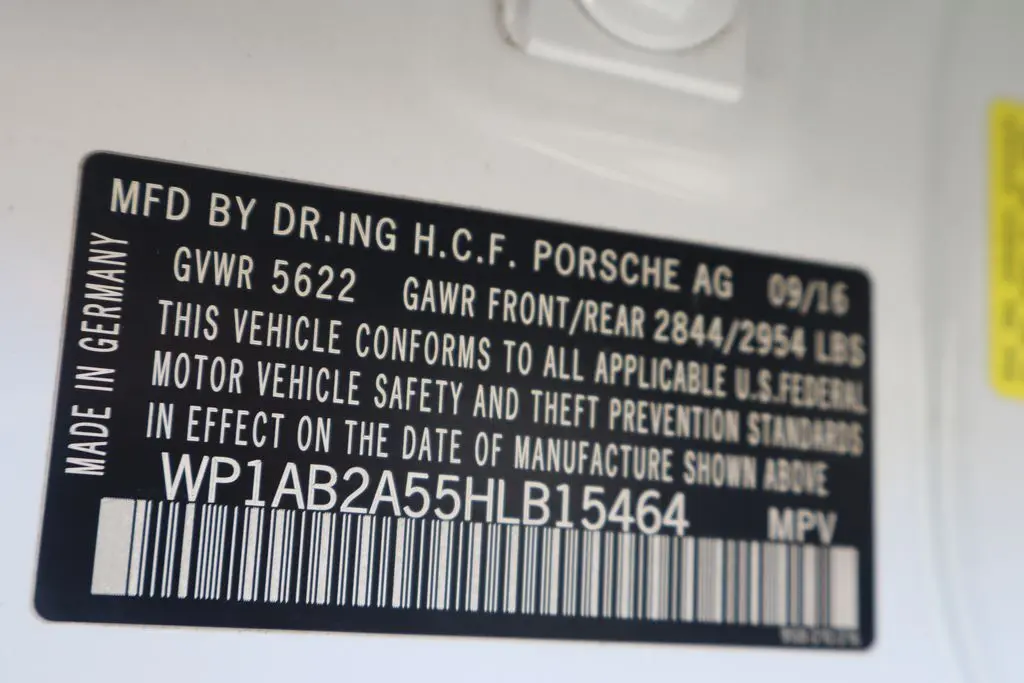 MFD BY DR.ING H.C.F. PORSCHE AG 09/16
GVWR 5622 GAWR FRONT/REAR 2844/2954 LBS
THIS VEHICLE CONFORMS TO ALL APPLICABLE U.S.FEDERAL
MOTOR VEHICLE SAFETY AND THEFT PREVENTION STANDARDS
IN EFFECT ON THE DATE OF MANUFACTURE SHOWN ABOVE
WP1AB2A55HLB15464 MPV
MADE IN GERMANY